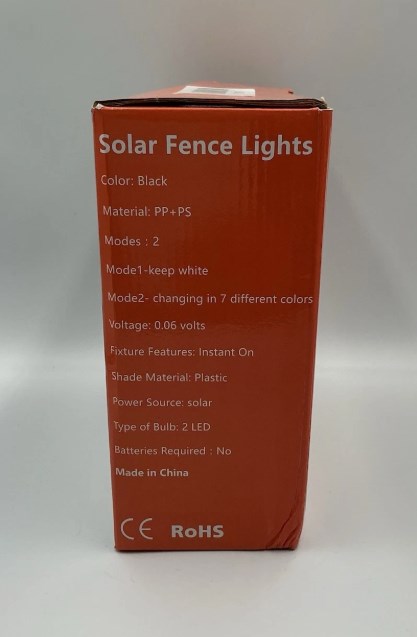 Solar Fence Lights
Color: Black
Material: PP+PS
Modes : 2
Mode1-keep white
Mode2- changing in 7 different colors
Voltage: 0.06 volts
Fixture Features: Instant On
Shade Material: Plastic
Power Source: solar
Type of Bulb: 2 LED
Batteries Required : No
Made in China
CE RoHS